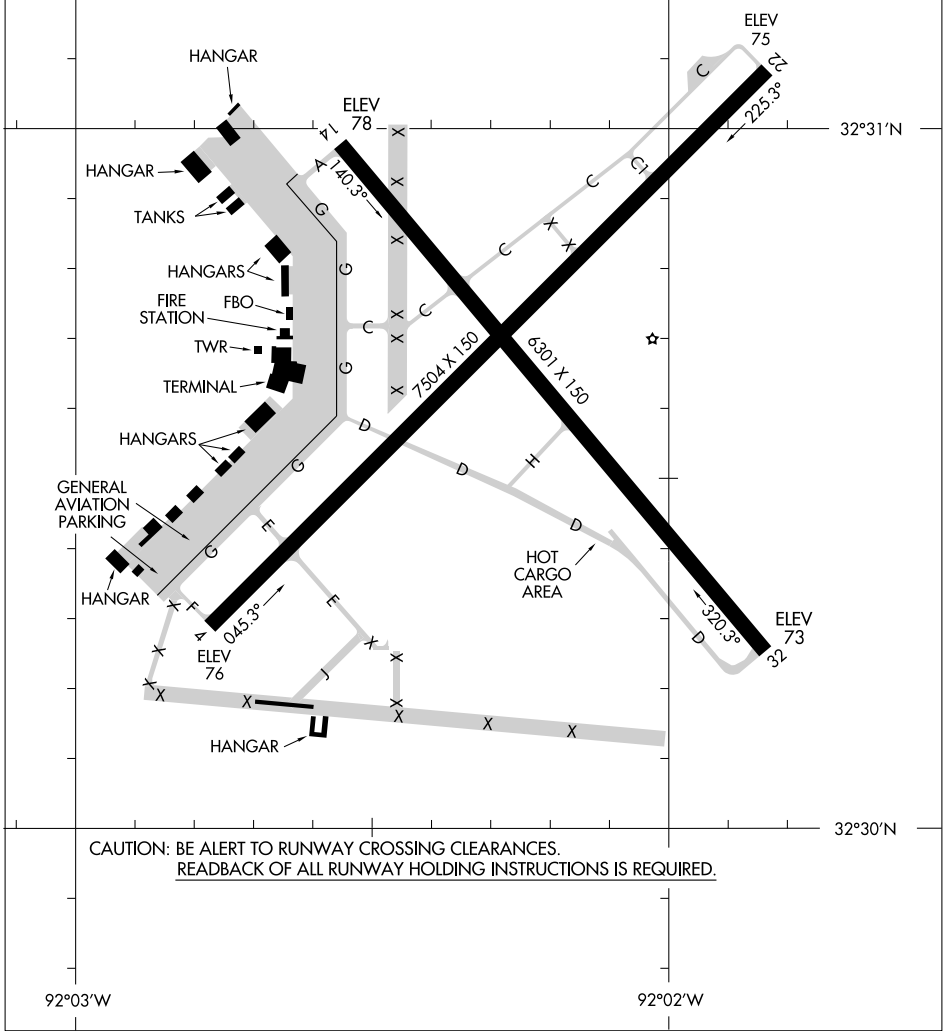 ELEV
75
HANGAR
22
C
ELEV
78
X
225.3°
14
32°31'N
A
HANGAR
140.3°
C1
X
C
TANKS
G
X
X
X
C
HANGARS
G
FIRE
STATION
FBO
C
X
C
X
TWR
7504 X 150
6301 X 150
TERMINAL
G
X
D
HANGARS
G
D
H
GENERAL
AVIATION
PARKING
E
D
G
HOT
CARGO
AREA
HANGAR
X
F
E
045.3°
320.3°
ELEV
73
4
D
X
X
ELEV
76
32
X
J
X
X
X
X
X
X
X
HANGAR
32°30'N
CAUTION: BE ALERT TO RUNWAY CROSSING CLEARANCES.
READBACK OF ALL RUNWAY HOLDING INSTRUCTIONS IS REQUIRED.
92°03'W
92°02'W